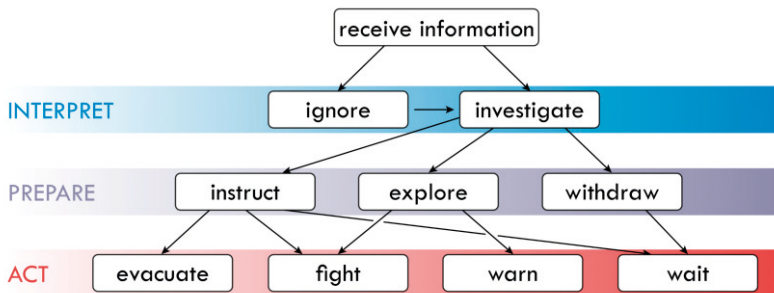 receive information
INTERPRET
ignore
investigate
PREPARE
instruct
explore
withdraw
ACT
evacuate
fight
warn
wait